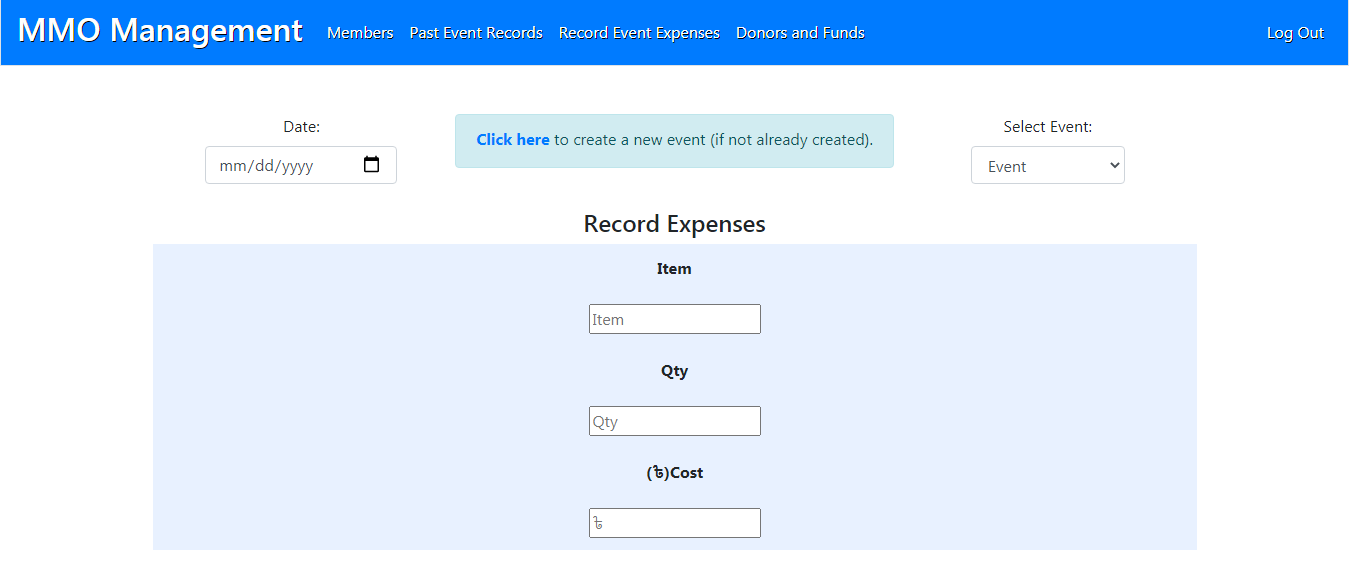 MMO Management Members Past Event Records Record Event Expenses Donors and Funds Log Out
Date:
Click here to create a new event (if not already created).
Select Event:
mm/dd/yyyy
Event
Record Expenses
Item
Item
Qty
Qty
(৳)Cost
৳